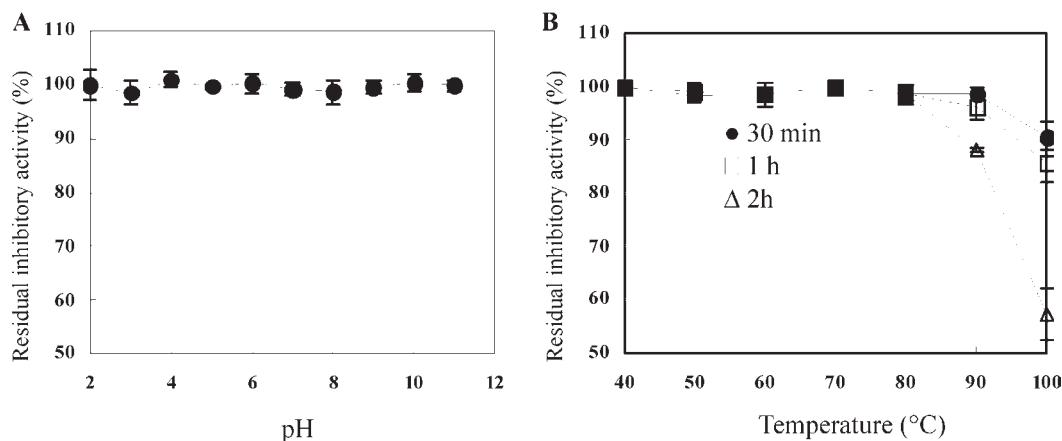 A
Residual inhibitory activity (%)
110
100
90
80
70
60
50
2 4 6 8 10 12
pH
B
Residual inhibitory activity (%)
110
100
90
80
70
60
50
30 min
1 h
2h
40 50 60 70 80 90 100
Temperature (°C)